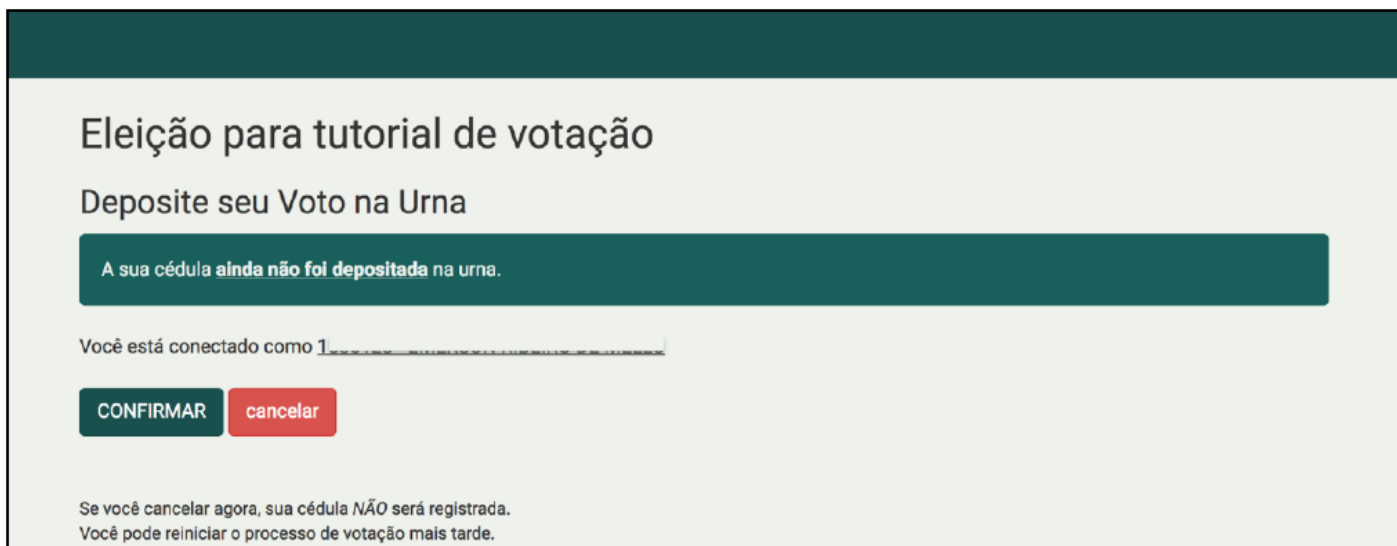 Eleição para tutorial de votação
Deposite seu Voto na Urna
A sua cédula ainda não foi depositada na urna.
Você está conectado como
CONFIRMAR cancelar
Se você cancelar agora, sua cédula NÃO será registrada.
Você pode reiniciar o processo de votação mais tarde.